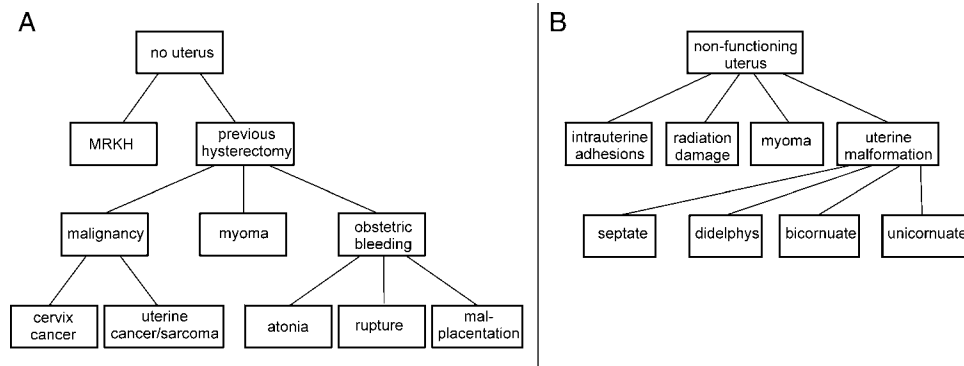 A
no uterus
MRKH
previous
hysterectomy
malignancy
myoma
obstetric
bleeding
cervix
cancer
uterine
cancer/sarcoma
atonia
rupture
mal-
placentation
B
non-functioning
uterus
intrauterine
adhesions
radiation
damage
myoma
uterine
malformation
septate
didelphys
bicornuate
unicornuate